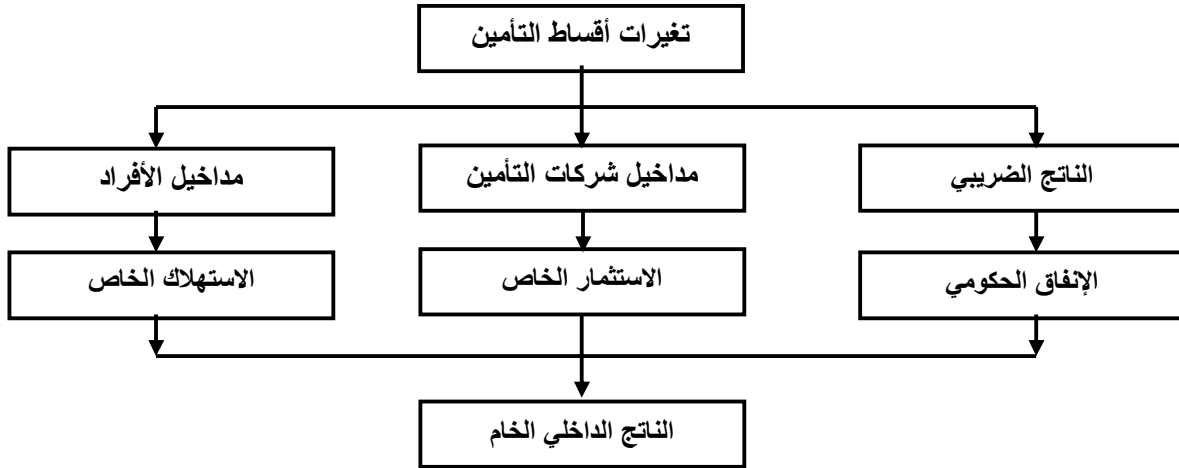 تغيرات أقساط التأمين
الناتج الضريبي
مداخيل شركات التأمين
مداخيل الأفراد
الإنفاق الحكومي
الاستثمار الخاص
الاستهلاك الخاص
الناتج الداخلي الخام